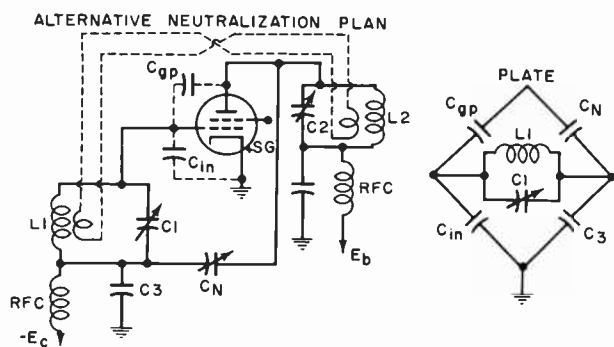 ALTERNATIVE NEUTRALIZATION PLAN
Cgp
Cin
SG
C2
L2
RFC
Eb
L1
C1
C3
CN
RFC
-Ec
PLATE
Cgp
CN
L1
C1
Cin
C3